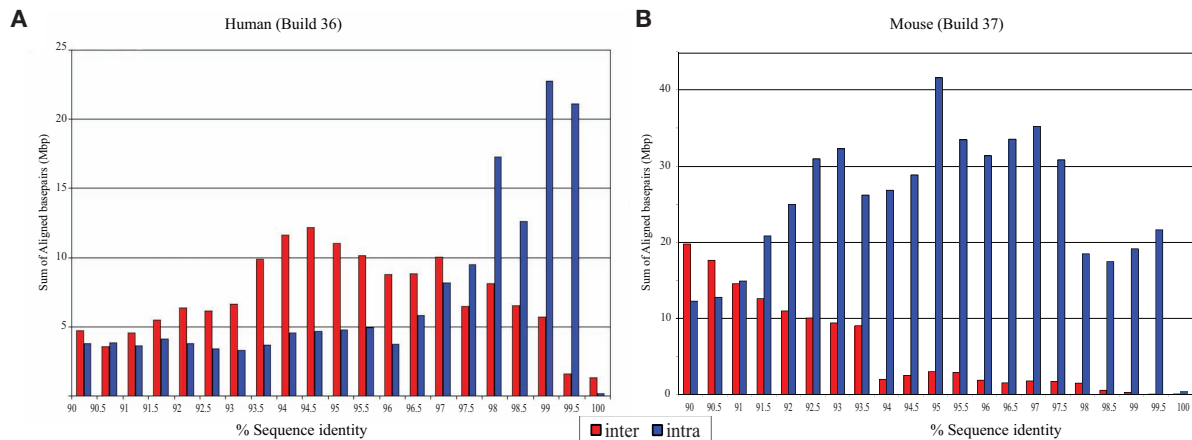 A
Human (Build 36)
Sum of Aligned basepairs (Mbp)
25
20
15
10
5
90 90.5 91 91.5 92 92.5 93 93.5 94 94.5 95 95.5 96 96.5 97 97.5 98 98.5 99 99.5 100
% Sequence identity
B
Mouse (Build 37)
Sum of Aligned basepairs (Mbp)
40
30
20
10
0
90 90.5 91 91.5 92 92.5 93 93.5 94 94.5 95 95.5 96 96.5 97 97.5 98 98.5 99 99.5 100
% Sequence identity
inter intra